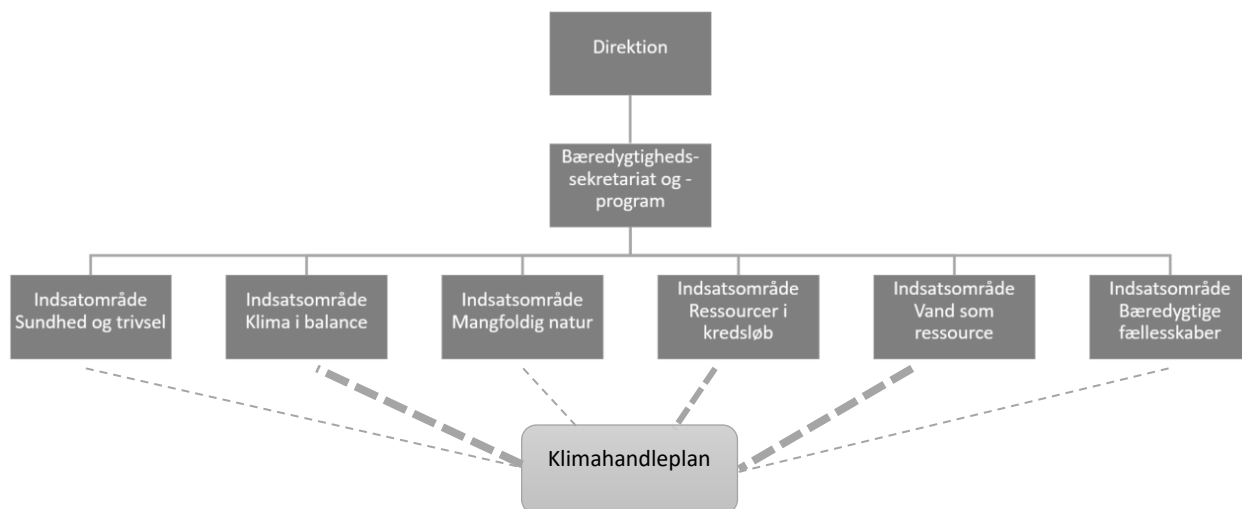 Direktion
Bæredygtigheds-
sekretariat og -
program
Indsatområde
Sundhed og trivsel
Indsatsområde
Klima i balance
Indsatsområde
Mangfoldig natur
Indsatsområde
Ressourcer i
kredsløb
Indsatsområde
Vand som
ressource
Indsatsområde
Bæredygtige
fællesskaber
Klimahandleplan